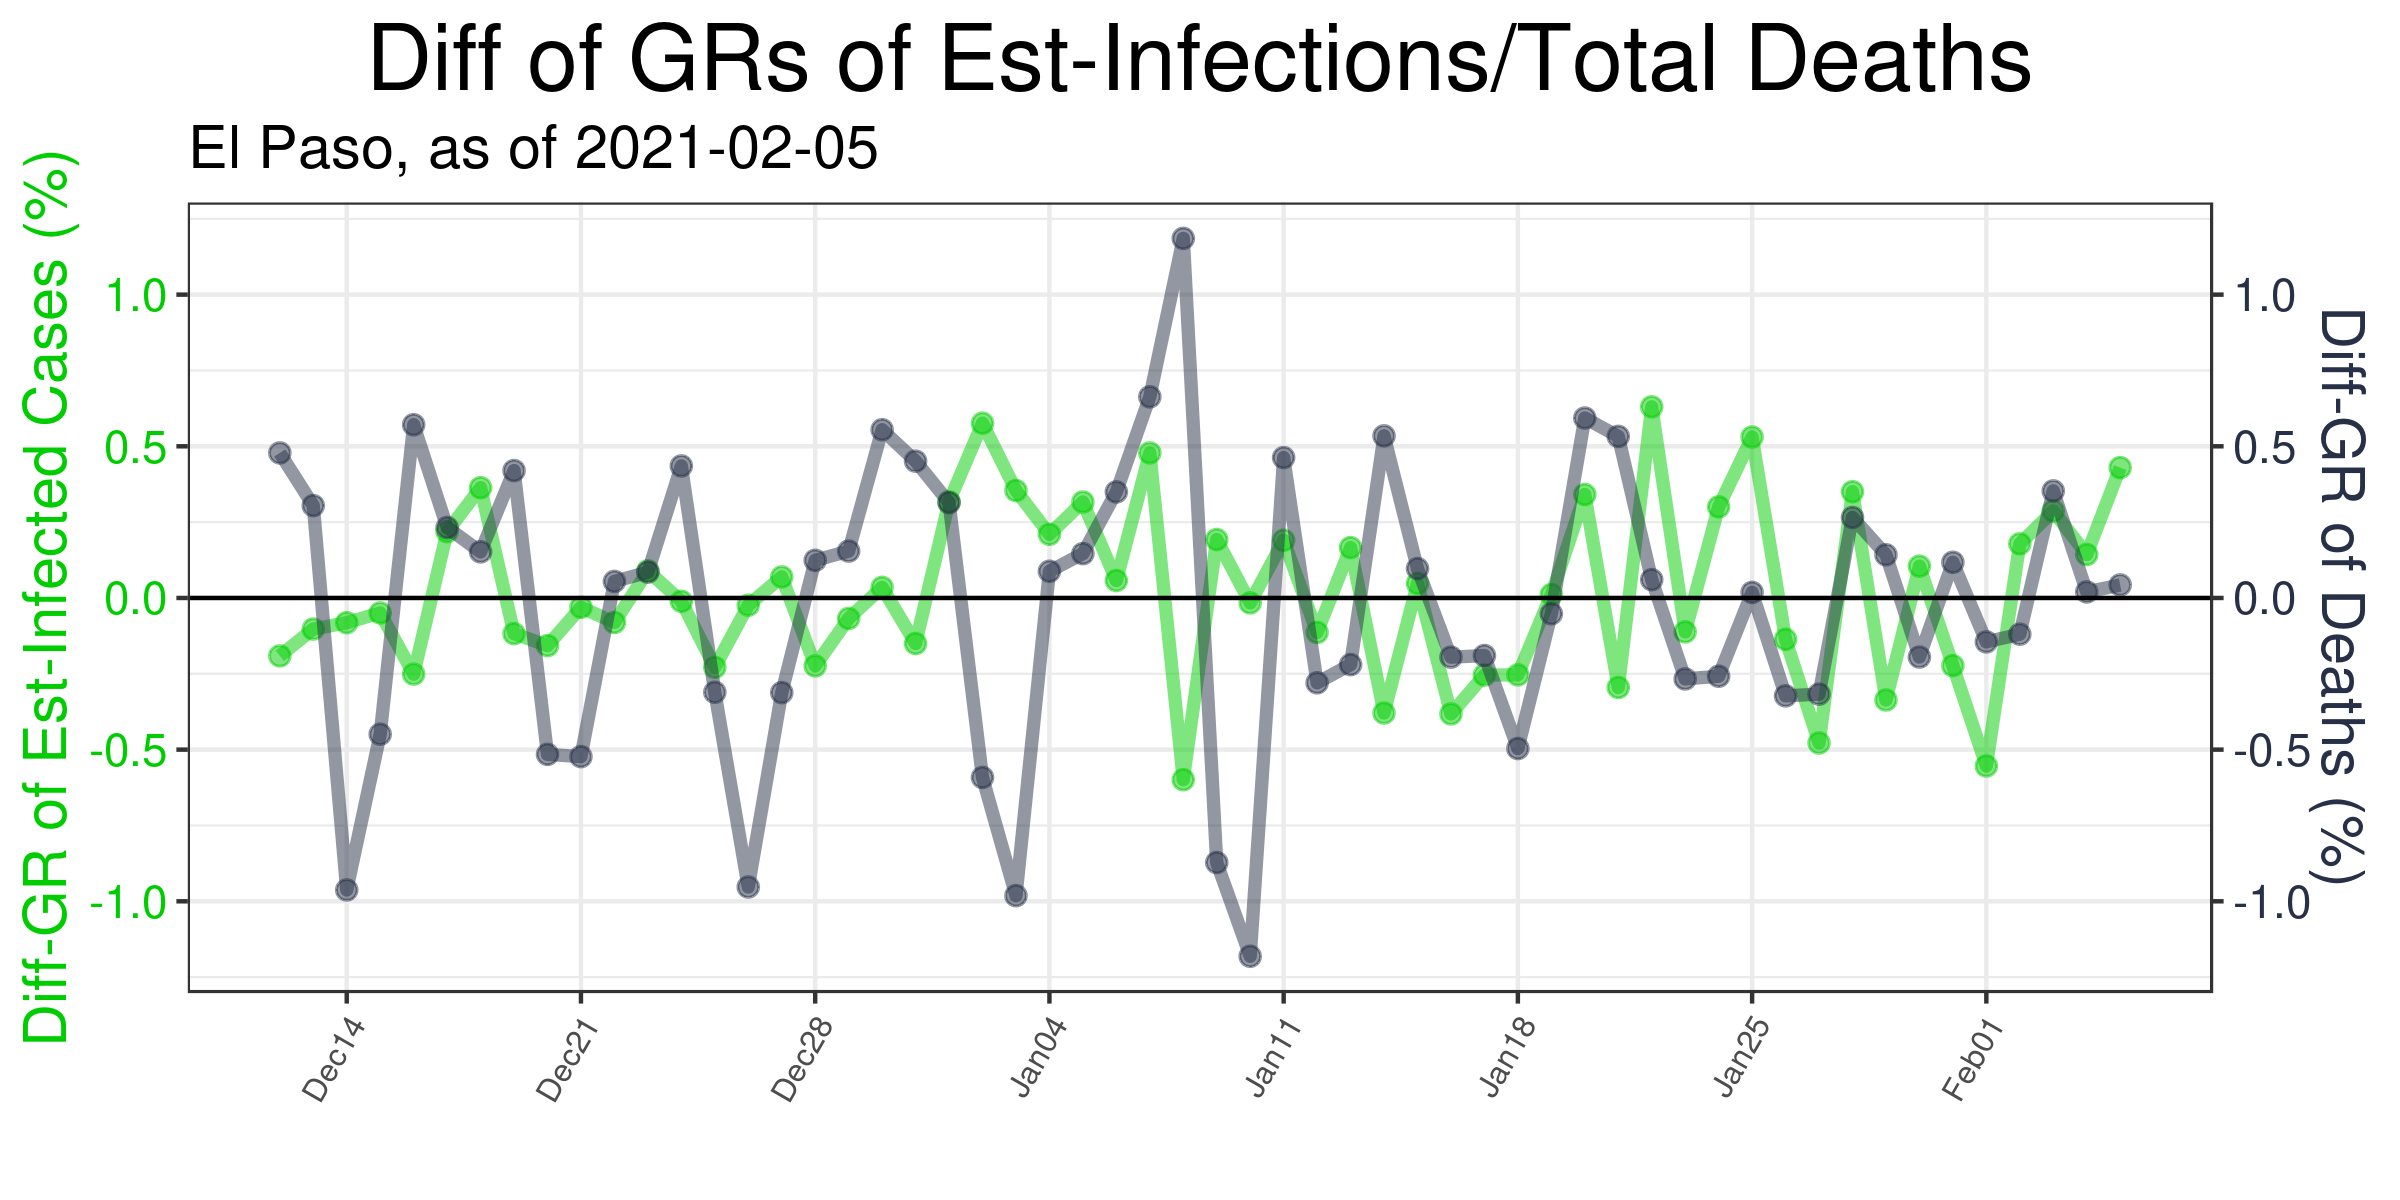 Diff of GRs of Est-Infections/Total Deaths
El Paso, as of 2021-02-05
Diff-GR of Est-Infected Cases (%)
1.0
0.5
0.0
-0.5
-1.0
1.0
0.5
0.0
-0.5
-1.0
Diff-GR of Deaths (%)
Dec14
Dec21
Dec28
Jan04
Jan11
Jan18
Jan25
Feb01